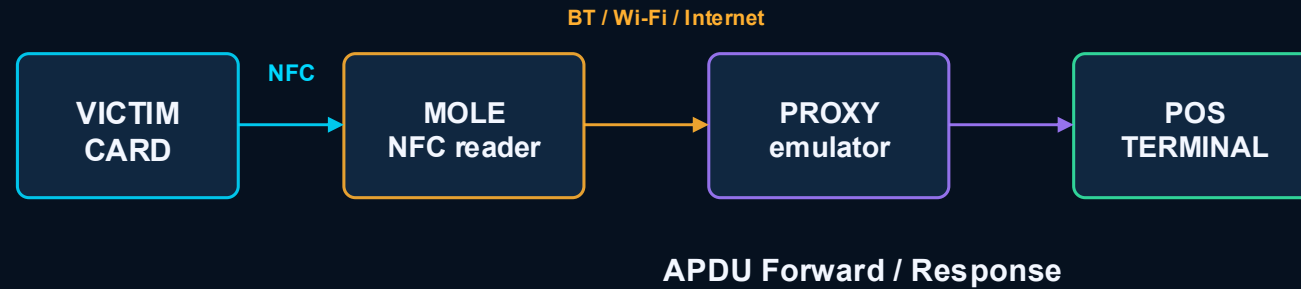 BT / Wi-Fi / Internet
NFC
VICTIM
CARD
MOLE
NFC reader
PROXY
emulator
POS
TERMINAL
APDU Forward / Response